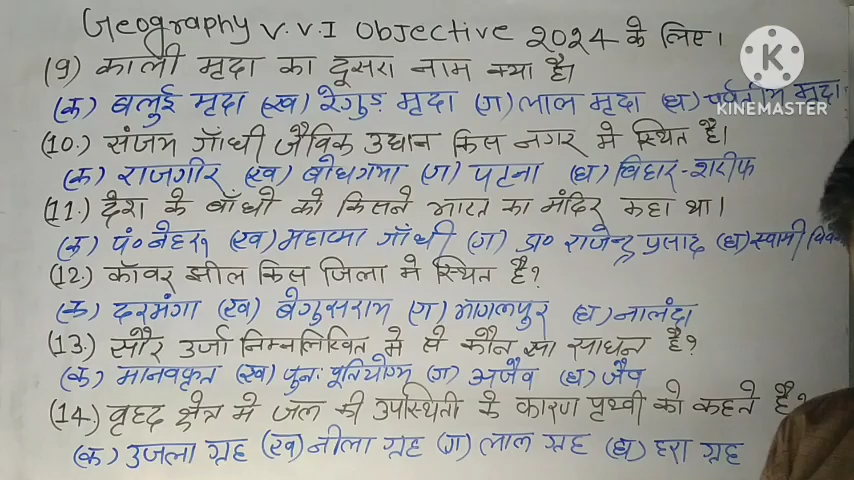 Geography V.V.I Objective 2024 के लिए।
(9) काली मृदा का दूसरा नाम क्या है।
(क) बलुई मृदा (ख) रेगुड़ मृदा (ग) लाल मृदा (घ) पर्वतीय मृदा
KINEMASTER
(10.) संजय गाँधी जैविक उद्यान किस नगर मे स्थित है।
(क) राजगीर (ख) बोधगया (ग) पटना (घ) बिहार-शरीफ
(11.) देश के बाँधो को किसने भारत का मंदिर कहा था।
(क) पं० नेहरु (ख) महात्मा गाँधी (ग) डा० राजेन्द्र प्रसाद (घ) स्वामी
(12.) कॉवर झील किस जिला मे स्थित है?
(क) दरभंगा (ख) बेगुसराय (ग) भागलपुर (घ) नालंदा
(13.) सौर उर्जा निम्नलिखित मे से कौन सा साधन है?
(क) मानवकृत (ख) पुनः पूर्तियोग्य (ग) अजैव (घ) जैव
(14.) वृहद क्षेत्र मे जल की उपस्थिती के कारण पृथ्वी को कहते है?
(क) उजला ग्रह (ख) नीला ग्रह (ग) लाल ग्रह (घ) हरा ग्रह